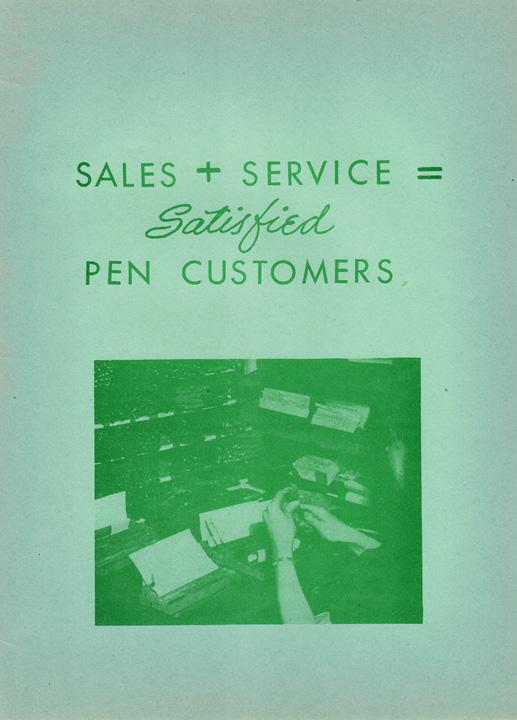 SALES + SERVICE =
Satisfied
PEN CUSTOMERS